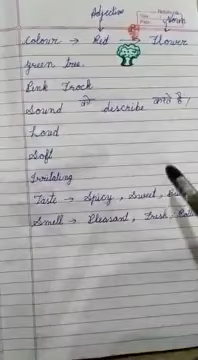 Adjective
Noun
Colour → Red Flower
green tree.
Pink Frock
Sound को describe करते है।
Loud
Soft
Irritating
Taste → Spicy, Sweet,
Smell → Pleasant, Fresh,